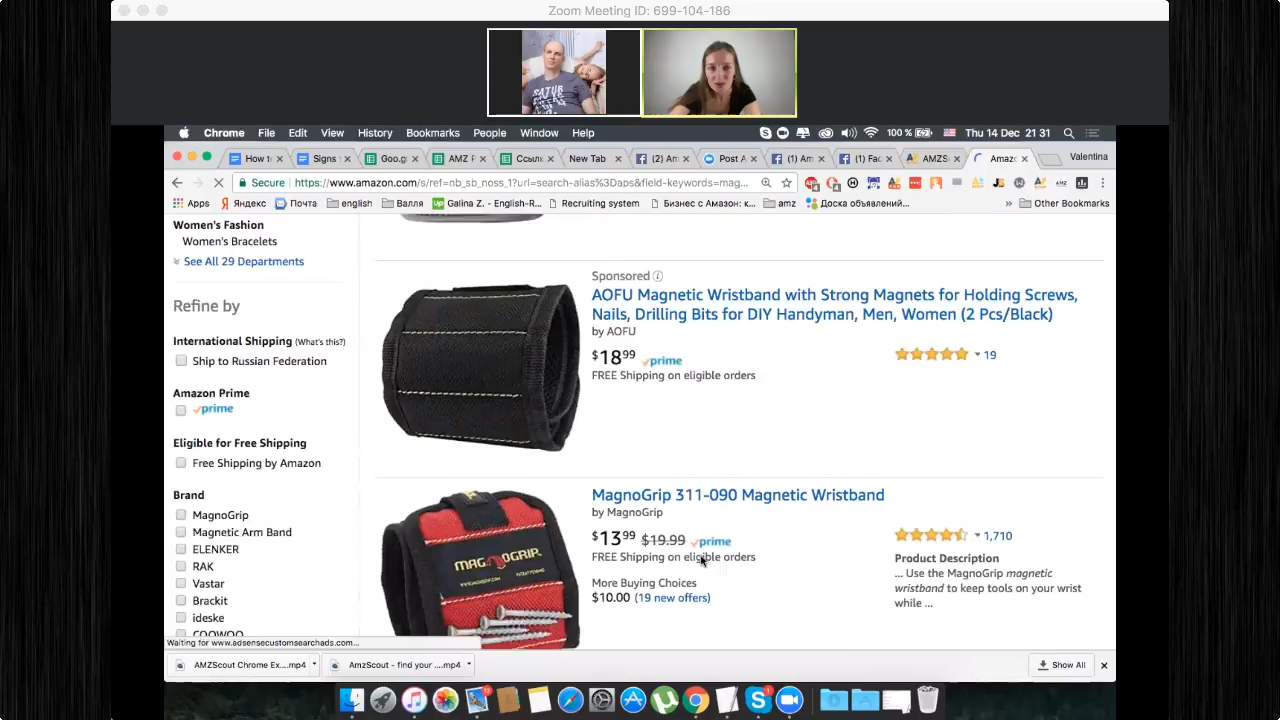 Zoom Meeting ID: 699-104-186
SATUR
Chrome File Edit View History Bookmarks People Window Help 100 % Thu 14 Dec 21 31
How to Signs Goo.g AMZ P Ссылк New Tab (2) Am Post A (1) Am (1) Fac AMZS Amaz Valentina
Secure https://www.amazon.com/s/ref=nb_sb_noss_1?url=search-alias%3Daps&field-keywords=mag...
Apps Яндекс Почта english Валля Galina Z. - English-R... Recruiting system Бизнес с Амазон: к... amz Доска объявлений... » Other Bookmarks
Women's Fashion
Women's Bracelets
See All 29 Departments
Refine by
International Shipping (What's this?)
Ship to Russian Federation
Amazon Prime
prime
Eligible for Free Shipping
Free Shipping by Amazon
Brand
MagnoGrip
Magnetic Arm Band
ELENKER
RAK
Vastar
Brackit
ideske
COOWOO
Sponsored
AOFU Magnetic Wristband with Strong Magnets for Holding Screws,
Nails, Drilling Bits for DIY Handyman, Men, Women (2 Pcs/Black)
by AOFU
$18 99 prime
FREE Shipping on eligible orders
19
MAGNOGRIP
MagnoGrip 311-090 Magnetic Wristband
by MagnoGrip
$13 99 $19.99 prime
FREE Shipping on eligible orders
More Buying Choices
$10.00 (19 new offers)
1,710
Product Description
... Use the MagnoGrip magnetic
wristband to keep tools on your wrist
while ...
Waiting for www.adsensecustomsearchads.com...
AMZScout Chrome Ex....mp4 AmzScout - find your ....mp4 Show All